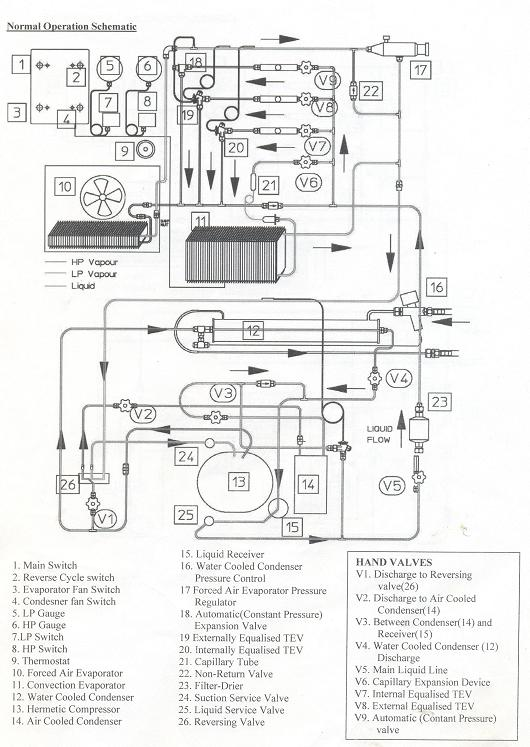 Normal Operation Schematic
1
2
3
4
5
6
7
8
9
10
11
12
13
14
15
16
17
18
19
20
21
22
23
24
25
26
V1
V2
V3
V4
V5
V6
V7
V8
V9
HP Vapour
LP Vapour
Liquid
LIQUID
FLOW
1. Main Switch
2. Reverse Cycle switch
3. Evaporator Fan Switch
4. Condesner fan Switch
5. LP Gauge
6. HP Gauge
7.LP Switch
8. HP Switch
9. Thermostat
10. Forced Air Evaporator
11. Convection Evaporator
12. Water Cooled Condenser
13. Hermetic Compressor
14. Air Cooled Condenser
15. Liquid Receiver
16. Water Cooled Condenser
Pressure Control
17 Forced Air Evaporator Pressure
Regulator
18. Automatic(Constant Pressure)
Expansion Valve
19 Externally Equalised TEV
20. Internally Equalised TEV
21. Capillary Tube
22. Non-Return Valve
23. Filter-Drier
24. Suction Service Valve
25. Liquid Service Valve
26. Reversing Valve
HAND VALVES
V1. Discharge to Reversing
valve(26)
V2. Discharge to Air Cooled
Condenser(14)
V3. Between Condenser(14) and
Receiver(15)
V4. Water Cooled Condenser (12)
Discharge
V5. Main Liquid Line
V6. Capillary Expansion Device
V7. Internal Equalised TEV
V8. External Equalised TEV
V9. Automatic (Contant Pressure)
valve